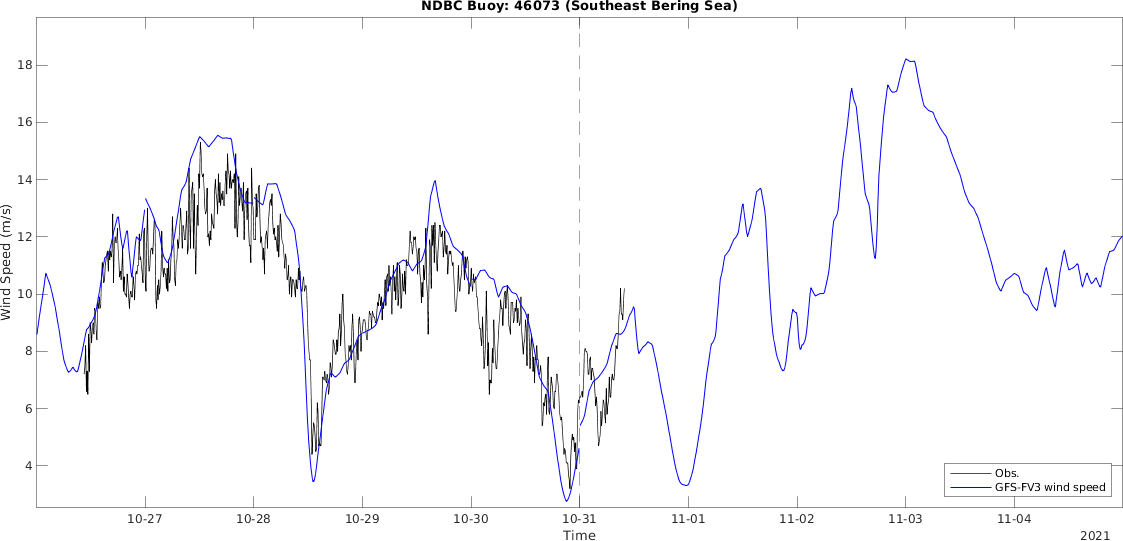 NDBC Buoy: 46073 (Southeast Bering Sea)
18
16
14
12
10
8
6
4
Wind Speed (m/s)
Obs.
GFS-FV3 wind speed
10-27 10-28 10-29 10-30 10-31 11-01 11-02 11-03 11-04
Time
2021